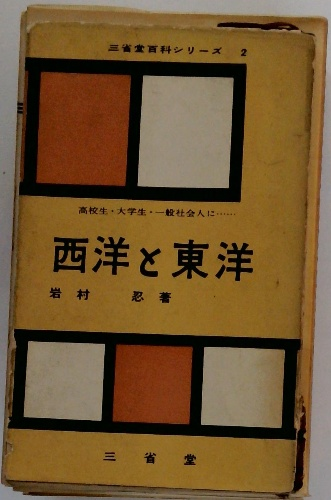 三省堂百科シリーズ 2
高校生・大学生・一般社会人に……
西洋と東洋
岩村 忍著
三省堂